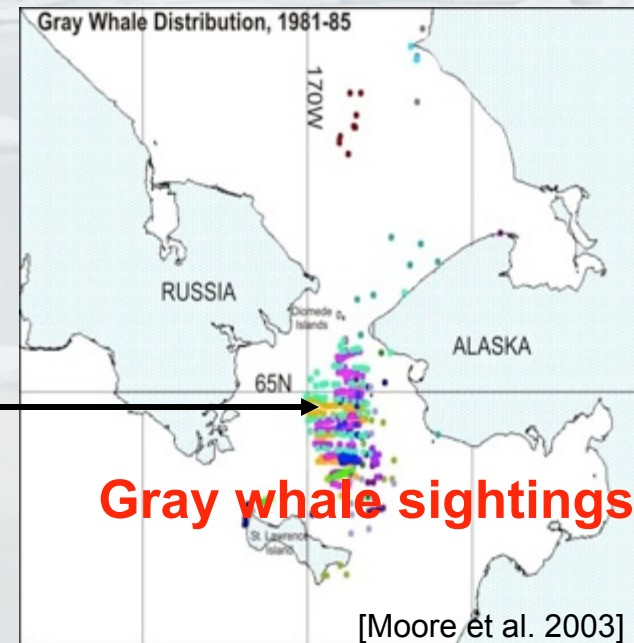 Gray Whale Distribution, 1981-85
170W
RUSSIA
Diomede
Islands
ALASKA
65N
Gray whale sightings
St. Lawrence
Island
[Moore et al. 2003]